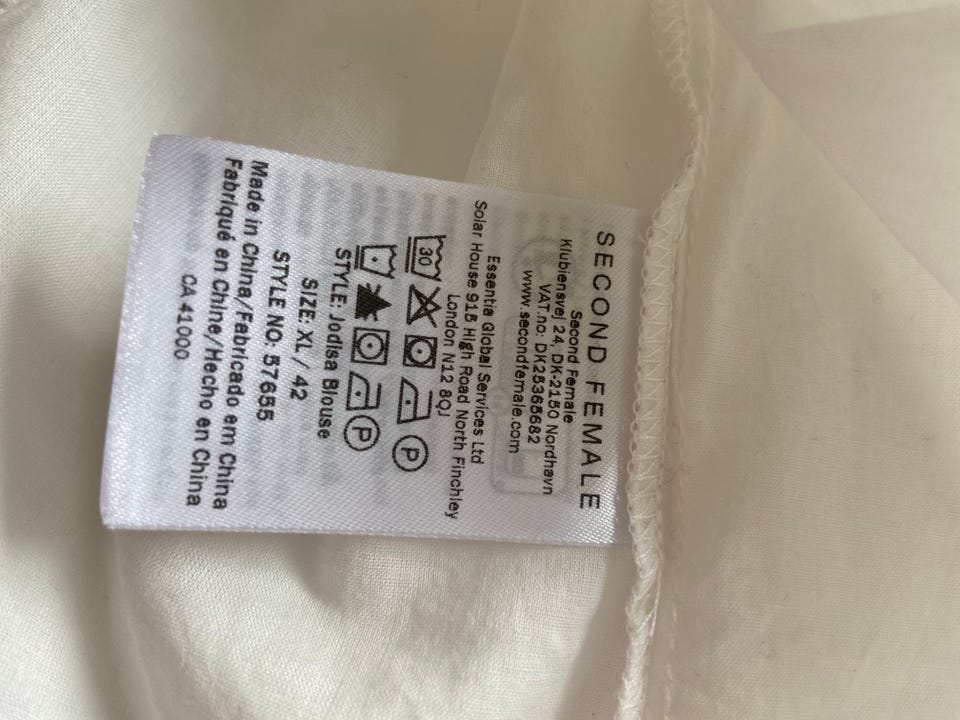 SECOND FEMALE
Second Female
Klubiensvej 24, DK-2150 Nordhavn
VAT.no: DK25365682
www.secondfemale.com
Essentia Global Services Ltd
Solar House 915 High Road North Finchley
London N12 8QJ
30 P
P
STYLE: Jodisa Blouse
SIZE: XL / 42
STYLE NO: 57655
Made in China/Fabricado em China
Fabriqué en Chine/Hecho en China
CA 41000